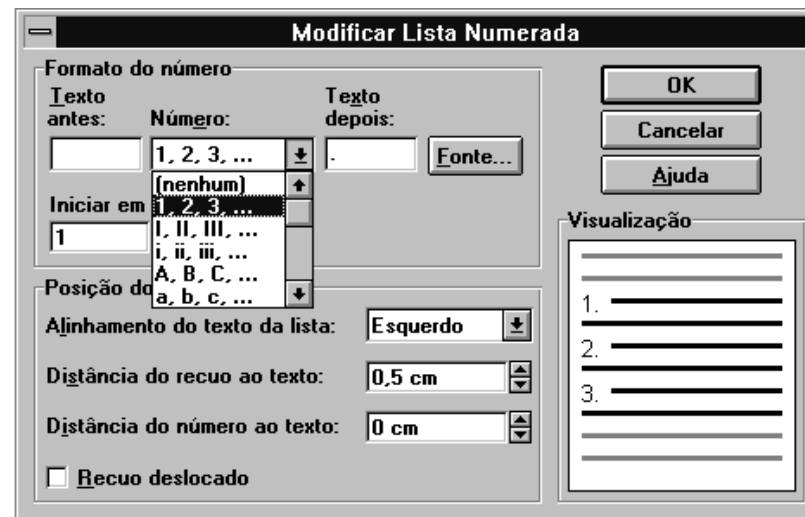 Modificar Lista Numerada
Formato do número
Texto antes:
Número:
Texto depois:
1, 2, 3, ...
.
Fonte...
(nenhum)
1, 2, 3, ...
I, II, III, ...
i, ii, iii, ...
A, B, C, ...
a, b, c, ...
Iniciar em
1
Posição do
Alinhamento do texto da lista:
Esquerdo
Distância do recuo ao texto:
0,5 cm
Distância do número ao texto:
0 cm
Recuo deslocado
OK
Cancelar
Ajuda
Visualização
1.
2.
3.